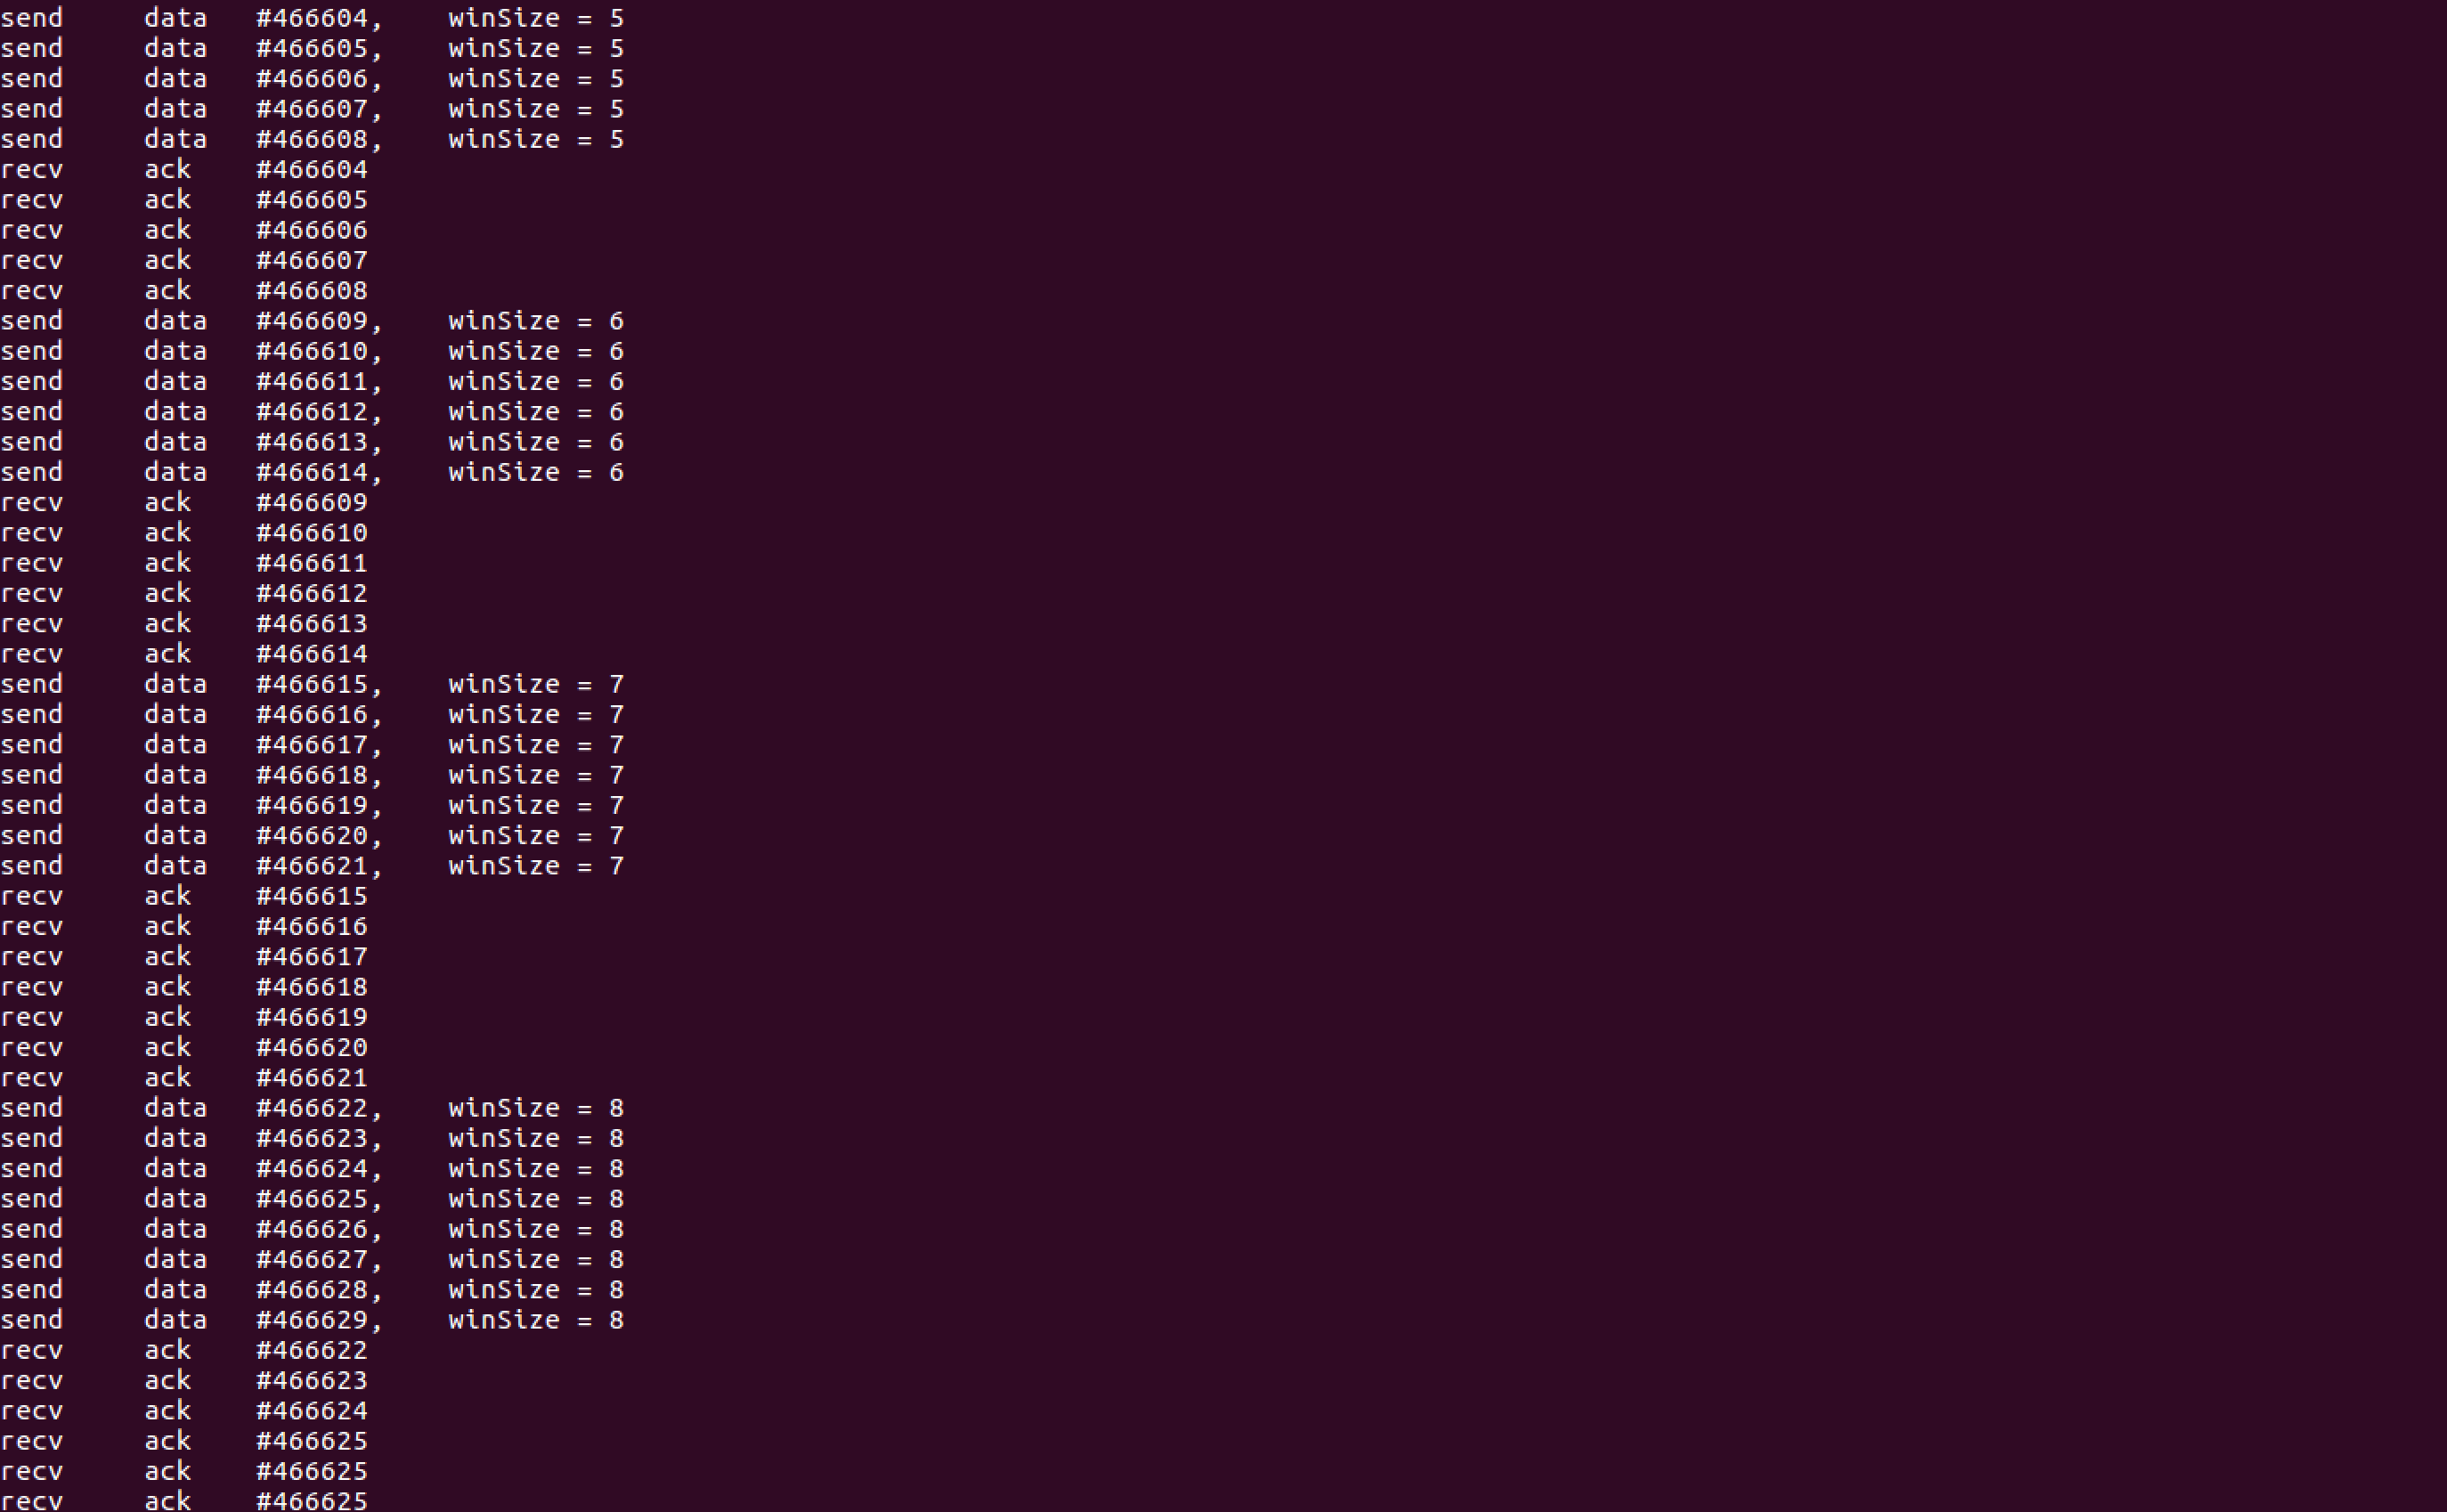 send     data   #466604,    winSize = 5
send     data   #466605,    winSize = 5
send     data   #466606,    winSize = 5
send     data   #466607,    winSize = 5
send     data   #466608,    winSize = 5
recv     ack    #466604
recv     ack    #466605
recv     ack    #466606
recv     ack    #466607
recv     ack    #466608
send     data   #466609,    winSize = 6
send     data   #466610,    winSize = 6
send     data   #466611,    winSize = 6
send     data   #466612,    winSize = 6
send     data   #466613,    winSize = 6
send     data   #466614,    winSize = 6
recv     ack    #466609
recv     ack    #466610
recv     ack    #466611
recv     ack    #466612
recv     ack    #466613
recv     ack    #466614
send     data   #466615,    winSize = 7
send     data   #466616,    winSize = 7
send     data   #466617,    winSize = 7
send     data   #466618,    winSize = 7
send     data   #466619,    winSize = 7
send     data   #466620,    winSize = 7
send     data   #466621,    winSize = 7
recv     ack    #466615
recv     ack    #466616
recv     ack    #466617
recv     ack    #466618
recv     ack    #466619
recv     ack    #466620
recv     ack    #466621
send     data   #466622,    winSize = 8
send     data   #466623,    winSize = 8
send     data   #466624,    winSize = 8
send     data   #466625,    winSize = 8
send     data   #466626,    winSize = 8
send     data   #466627,    winSize = 8
send     data   #466628,    winSize = 8
send     data   #466629,    winSize = 8
recv     ack    #466622
recv     ack    #466623
recv     ack    #466624
recv     ack    #466625
recv     ack    #466625
recv     ack    #466625